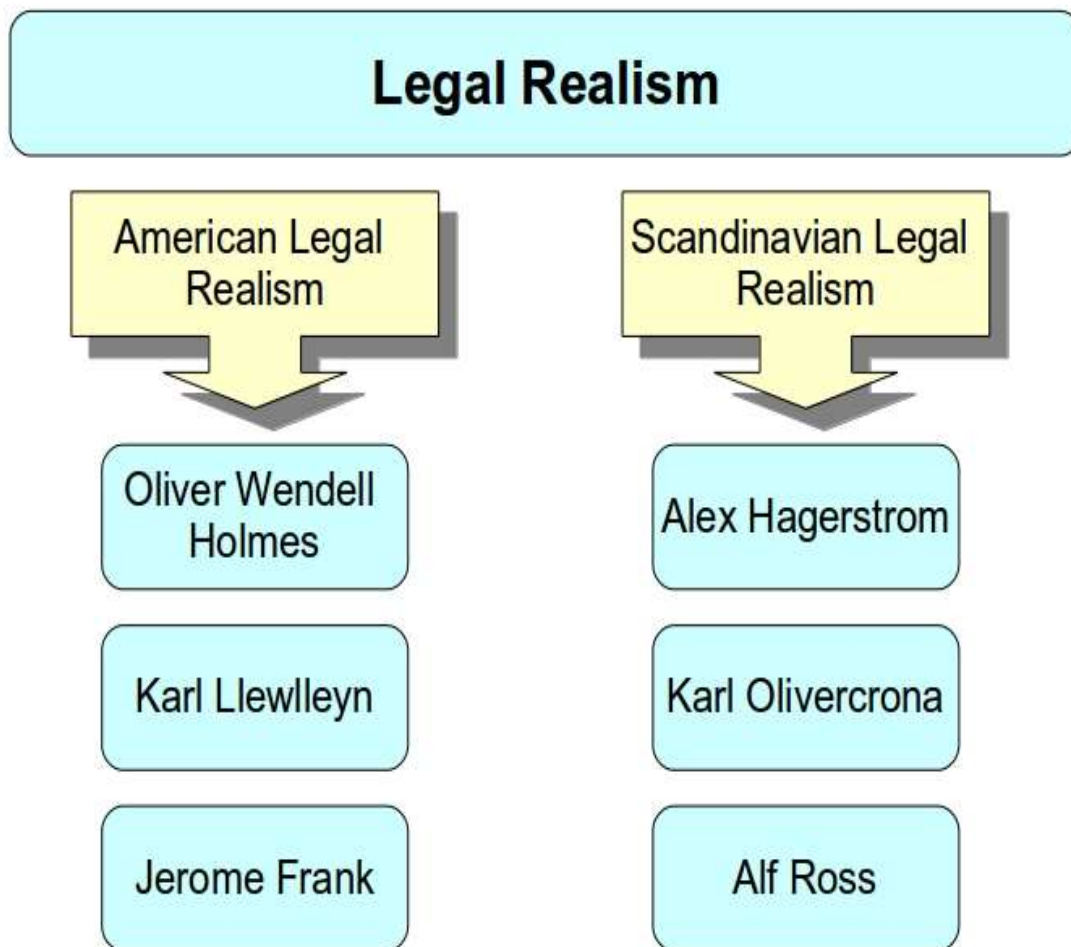 Legal Realism
American Legal
Realism
Scandinavian Legal
Realism
Oliver Wendell
Holmes
Alex Hagerstrom
Karl Llewlleyn
Karl Olivercrona
Jerome Frank
Alf Ross